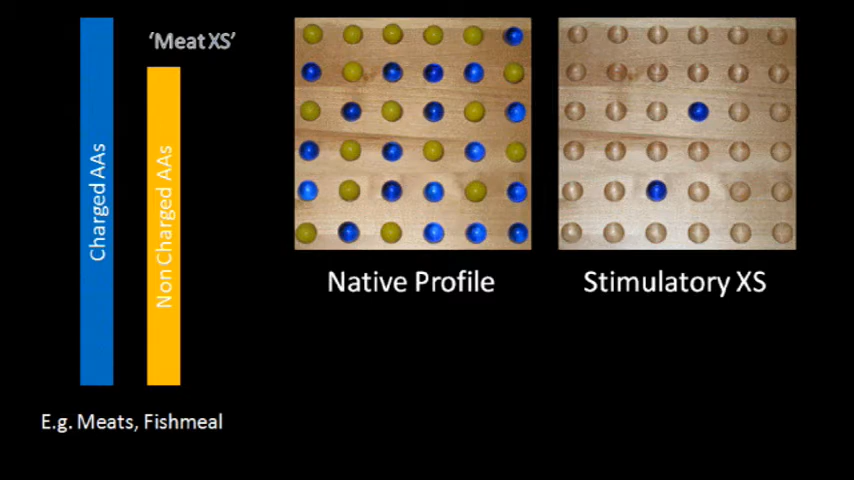 'Meat XS'
Charged AAs
Non Charged AAs
Native Profile
Stimulatory XS
E.g. Meats, Fishmeal